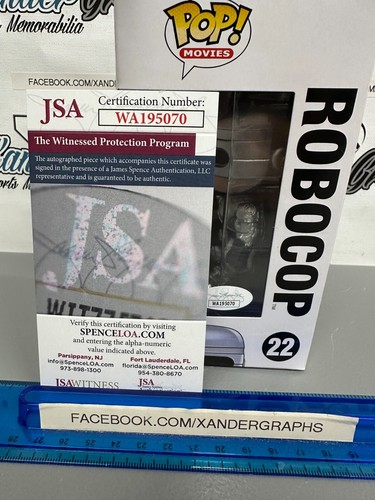 Memorabilia
POP!
MOVIES
FACEBOOK.COM/XANDER
JSA
Certification Number:
WA195070
The Witnessed Protection Program
The autographed piece which accompanies this certificate was
signed in the presence of a James Spence Authentication, LLC
representative and is guaranteed to be authentic.
JSA
Verify this certification by visiting
SPENCELOA.COM
and entering the alpha-numeric
value indicated above.
Parsippany, NJ
info@SpenceLOA.com
973-898-1300
Fort Lauderdale, FL
florida@SpenceLOA.com
954-380-8670
JSAWITNESS
JSA
WA195070
ROBOCOP
22
FACEBOOK.COM/XANDERGRAPHS